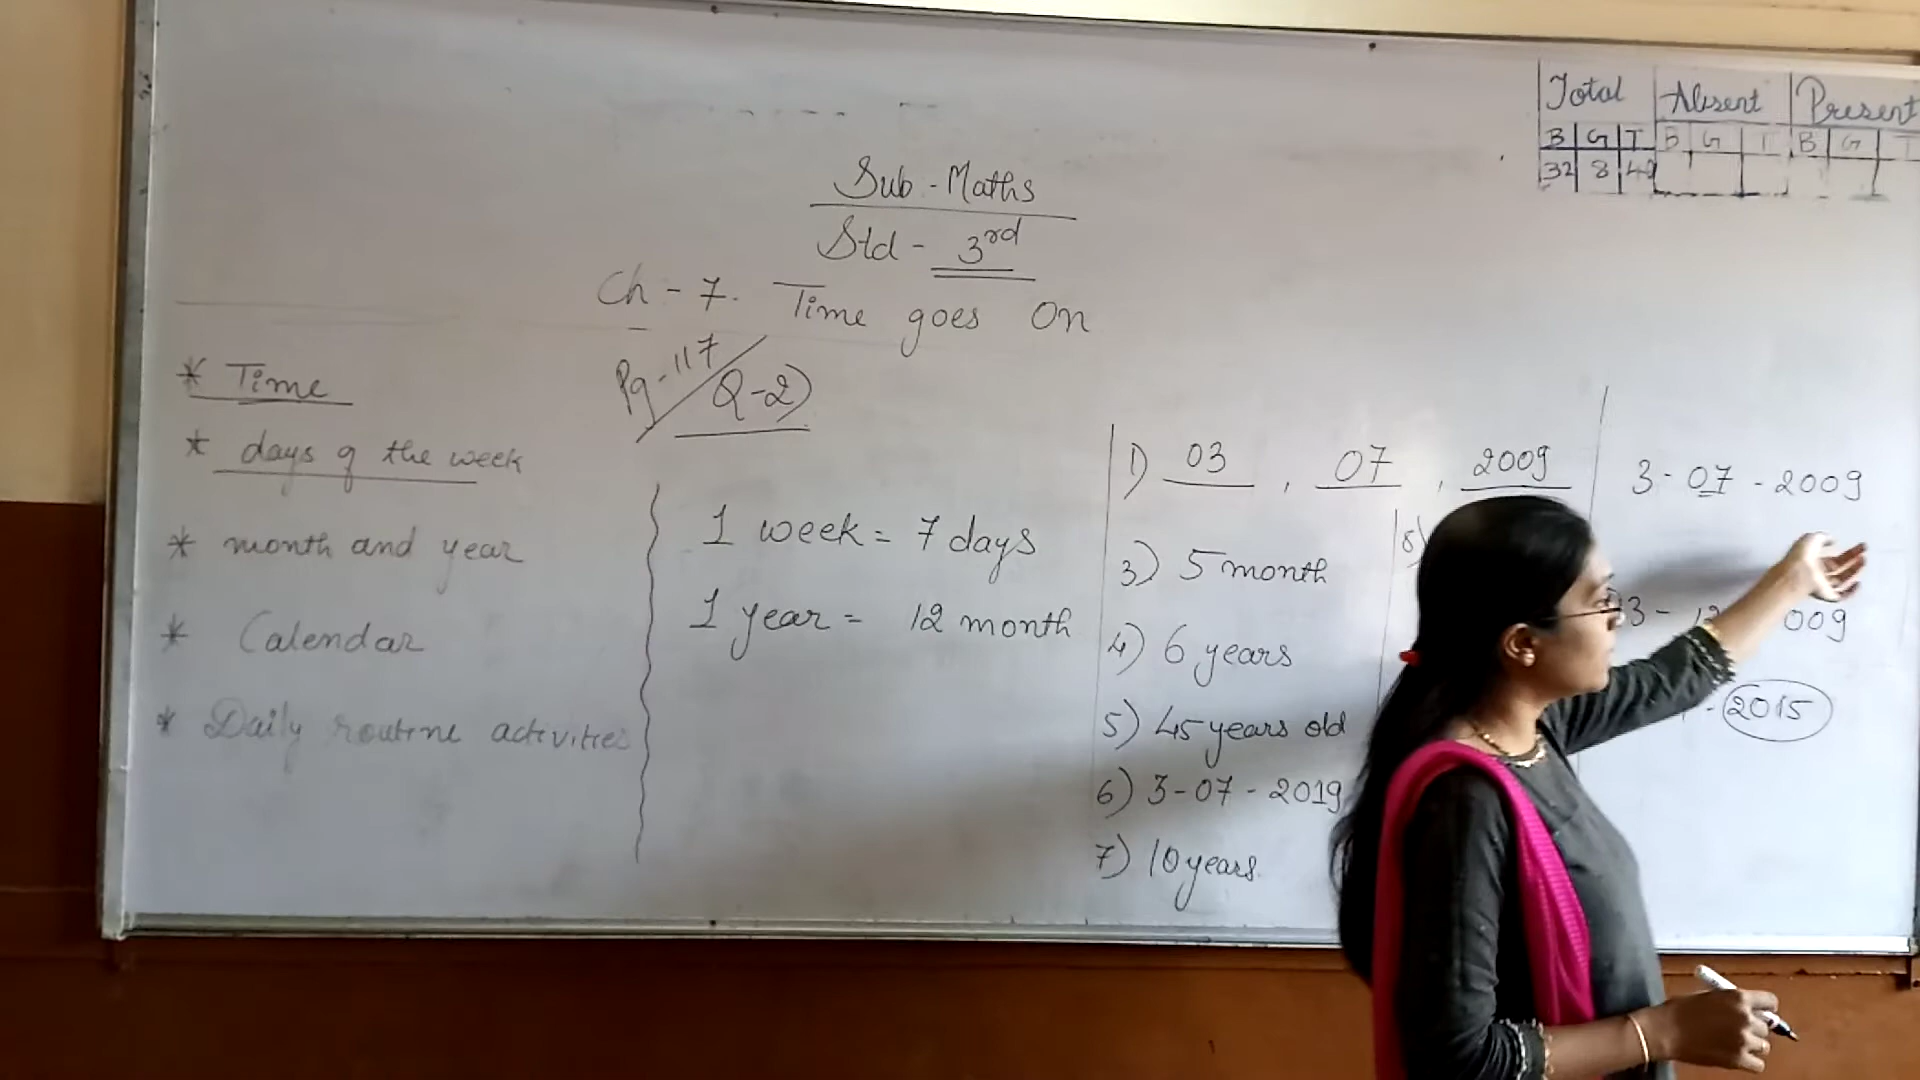 Total Absent Present
B G T B G T B G T
32 8 40
Sub - Maths
Std - 3rd
Ch - 7. Time goes On
Pg - 117 / Q-2)
* Time
* days of the week
* month and year
* Calendar
* Daily routine activities
1 week = 7 days
1 year = 12 month
1) 03 , 07 , 2009
3) 5 month
4) 6 years
5) 45 years old
6) 3-07-2019
7) 10 years
8)
3-07-2009
3 - 12 009
- 2015